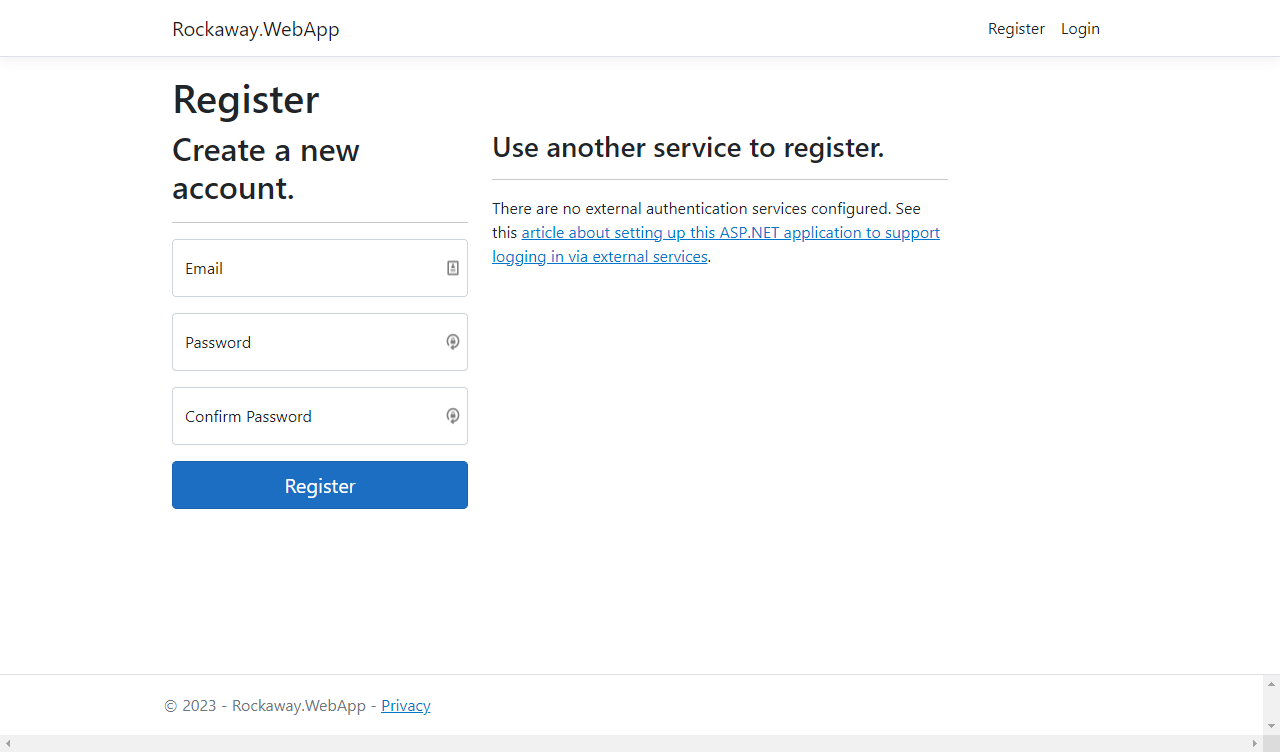 Rockaway.WebApp
Register
Login
Register
Create a new
account.
Email
Password
Confirm Password
Register
Use another service to register.
There are no external authentication services configured. See
this article about setting up this ASP.NET application to support
logging in via external services.
© 2023 - Rockaway.WebApp - Privacy